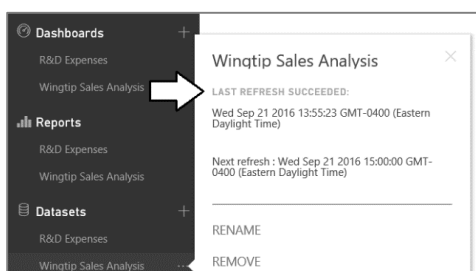 Dashboards +
R&D Expenses
Wingtip Sales Analysis
Reports
R&D Expenses
Wingtip Sales Analysis
Datasets +
R&D Expenses
Wingtip Sales Analysis ...
Wingtip Sales Analysis
LAST REFRESH SUCCEEDED:
Wed Sep 21 2016 13:55:23 GMT-0400 (Eastern
Daylight Time)
Next refresh : Wed Sep 21 2016 15:00:00 GMT-
0400 (Eastern Daylight Time)
RENAME
REMOVE